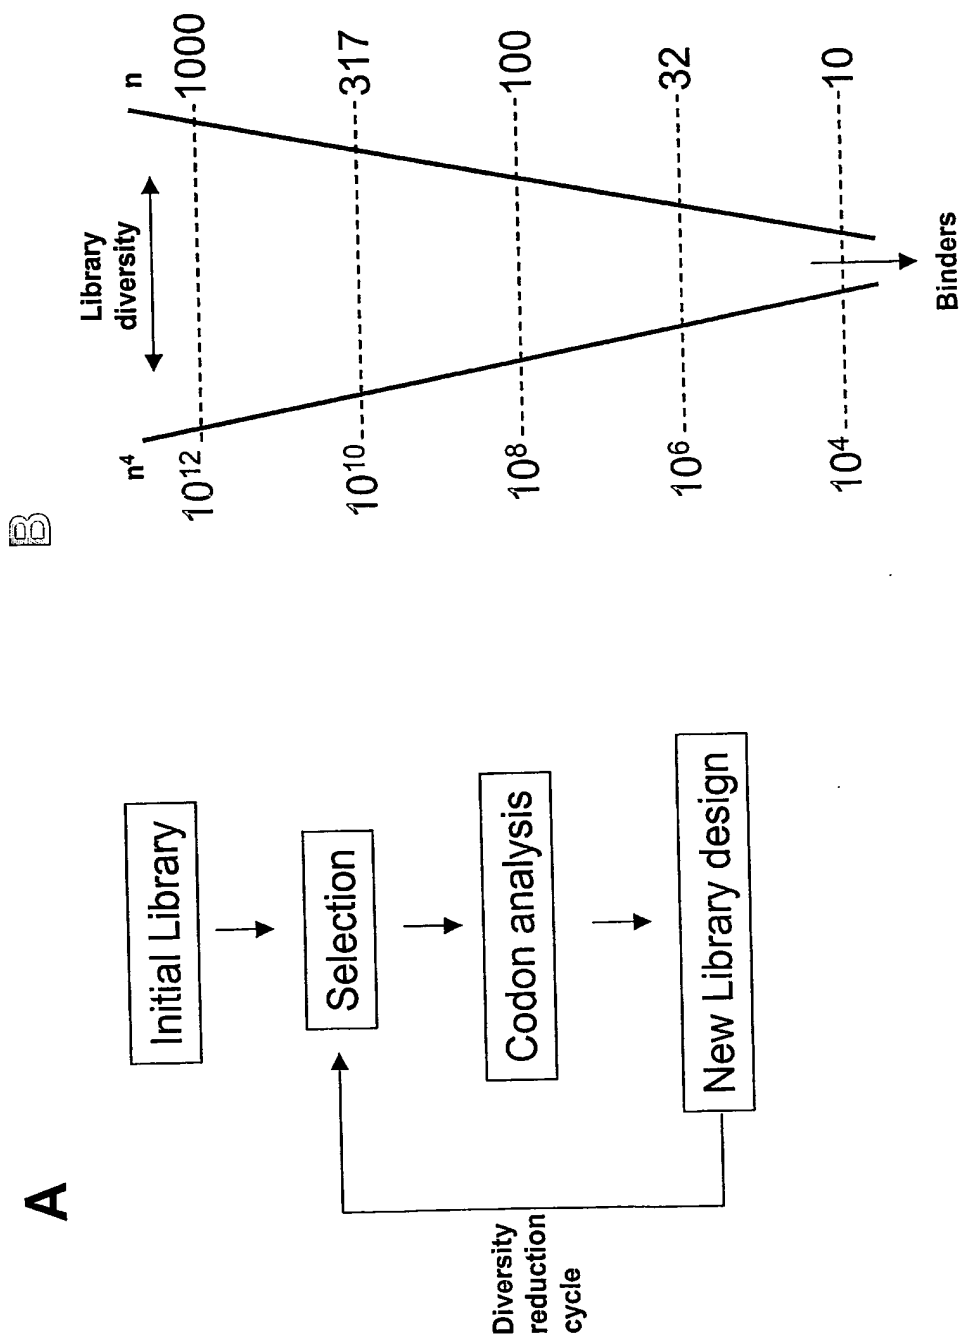 A
Initial Library
Selection
Codon analysis
New Library design
Diversity
reduction
cycle
B
Library
diversity
n⁴ n
10¹² 1000
10¹⁰ 317
10⁸ 100
10⁶ 32
10⁴ 10
Binders